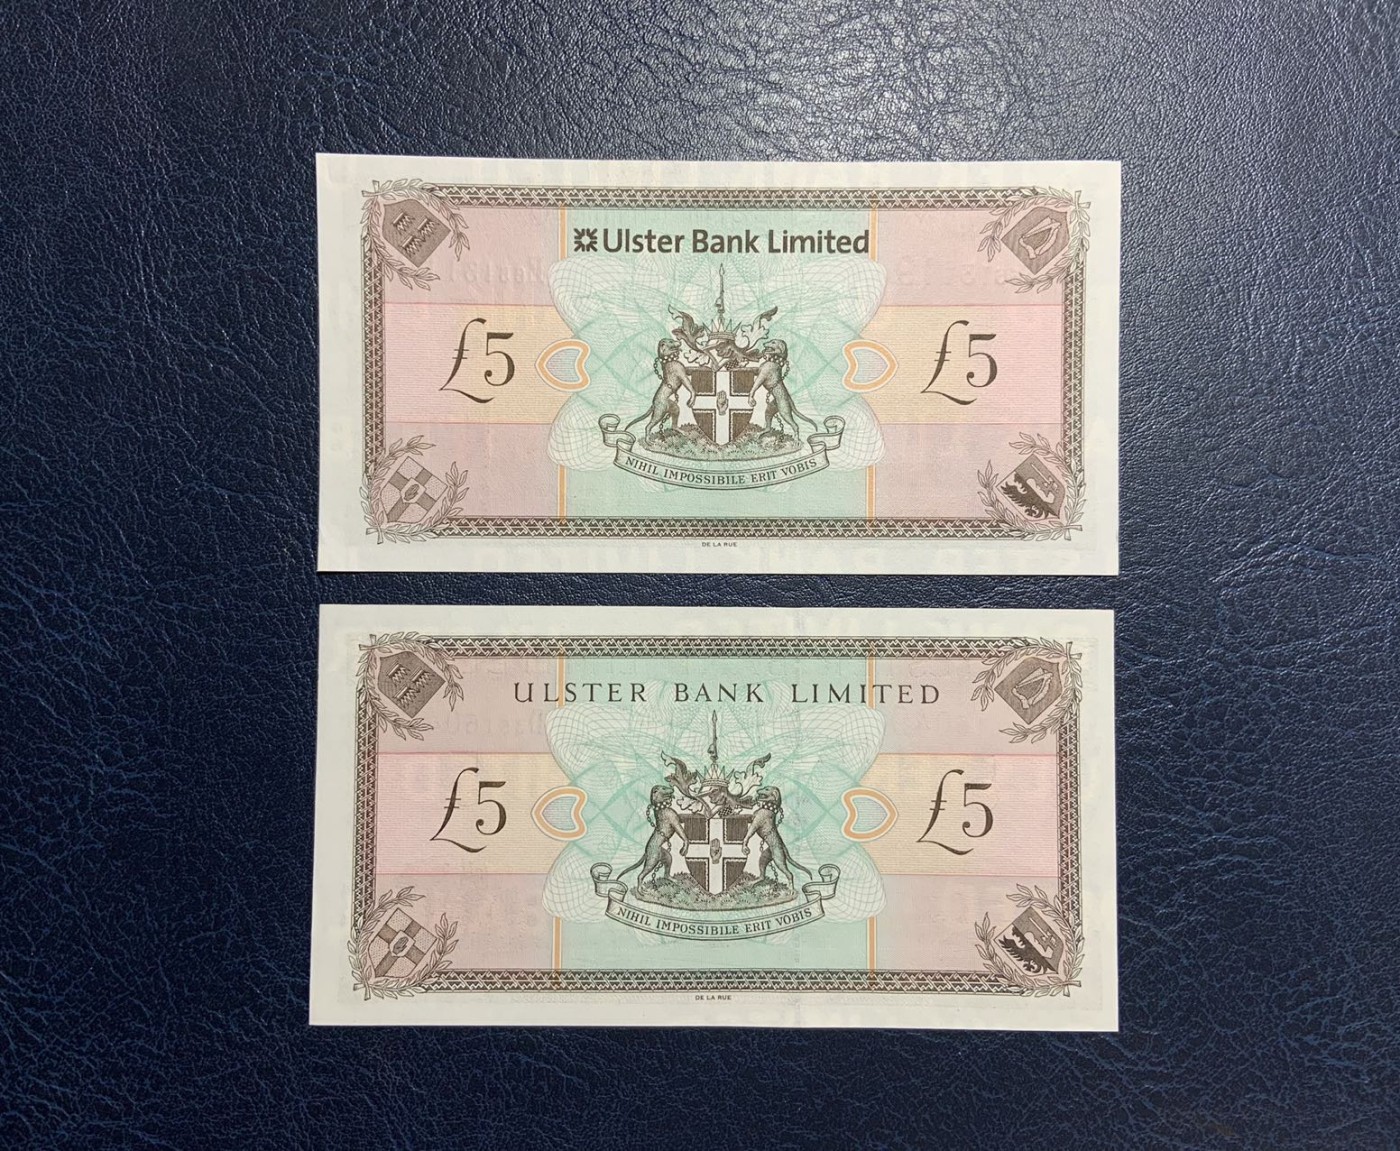 Ulster Bank Limited
£5 £5
NIHIL IMPOSSIBILE ERIT VOBIS
DE LA RUE
ULSTER BANK LIMITED
£5 £5
NIHIL IMPOSSIBILE ERIT VOBIS
DE LA RUE